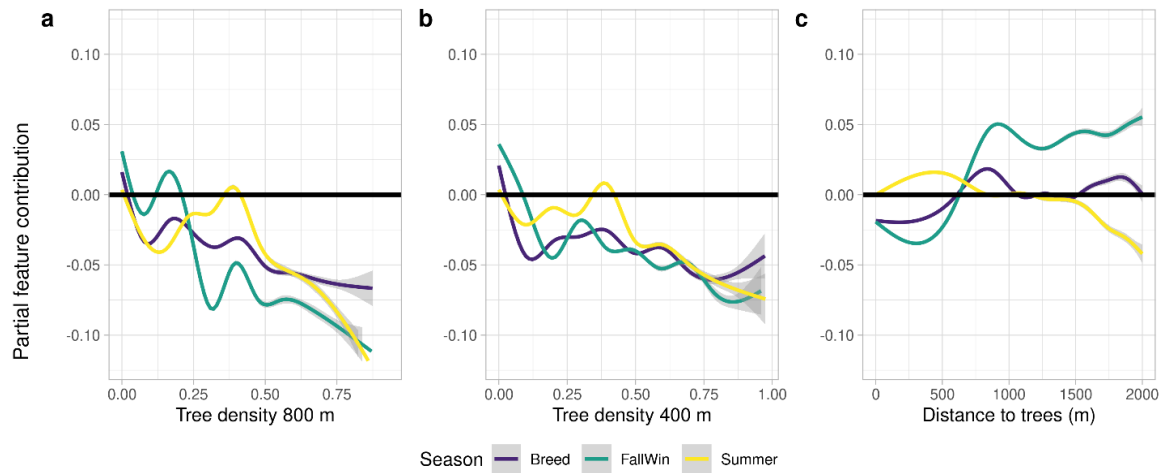 a
b
c
Partial feature contribution
0.10
0.05
0.00
-0.05
-0.10
0.00
0.25
0.50
0.75
Tree density 800 m
0.10
0.05
0.00
-0.05
-0.10
0.00
0.25
0.50
0.75
1.00
Tree density 400 m
0.10
0.05
0.00
-0.05
-0.10
0
500
1000
1500
2000
Distance to trees (m)
Season
Breed
FallWin
Summer